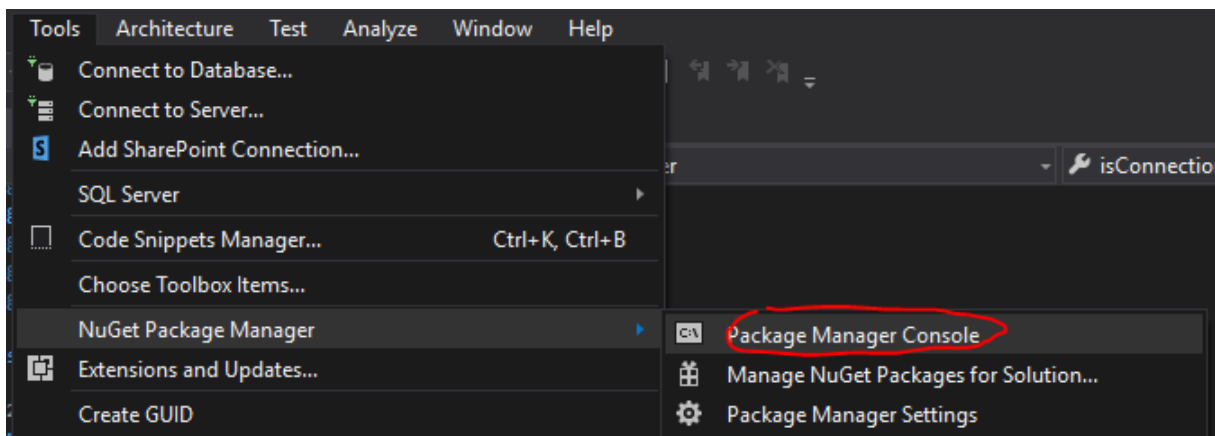 Tools Architecture Test Analyze Window Help
Connect to Database...
Connect to Server...
Add SharePoint Connection...
SQL Server
Code Snippets Manager... Ctrl+K, Ctrl+B
Choose Toolbox Items...
NuGet Package Manager
Extensions and Updates...
Create GUID
er
isConnectio
C:\
Package Manager Console
Manage NuGet Packages for Solution...
Package Manager Settings